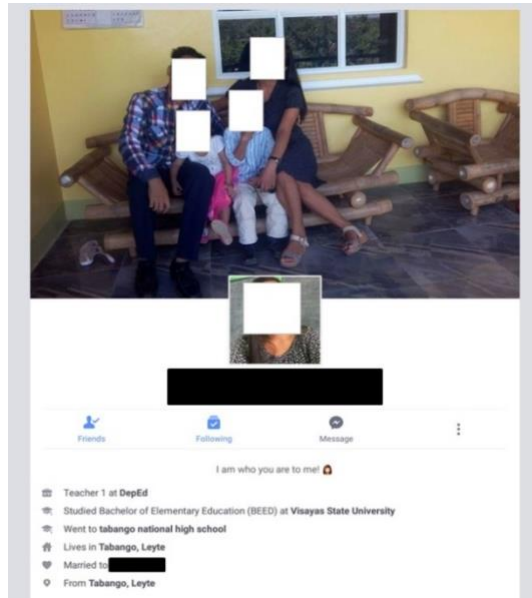 Friends
Following
Message
I am who you are to me!
Teacher 1 at DepEd
Studied Bachelor of Elementary Education (BEED) at Visayas State University
Went to tabango national high school
Lives in Tabango, Leyte
Married to
From Tabango, Leyte